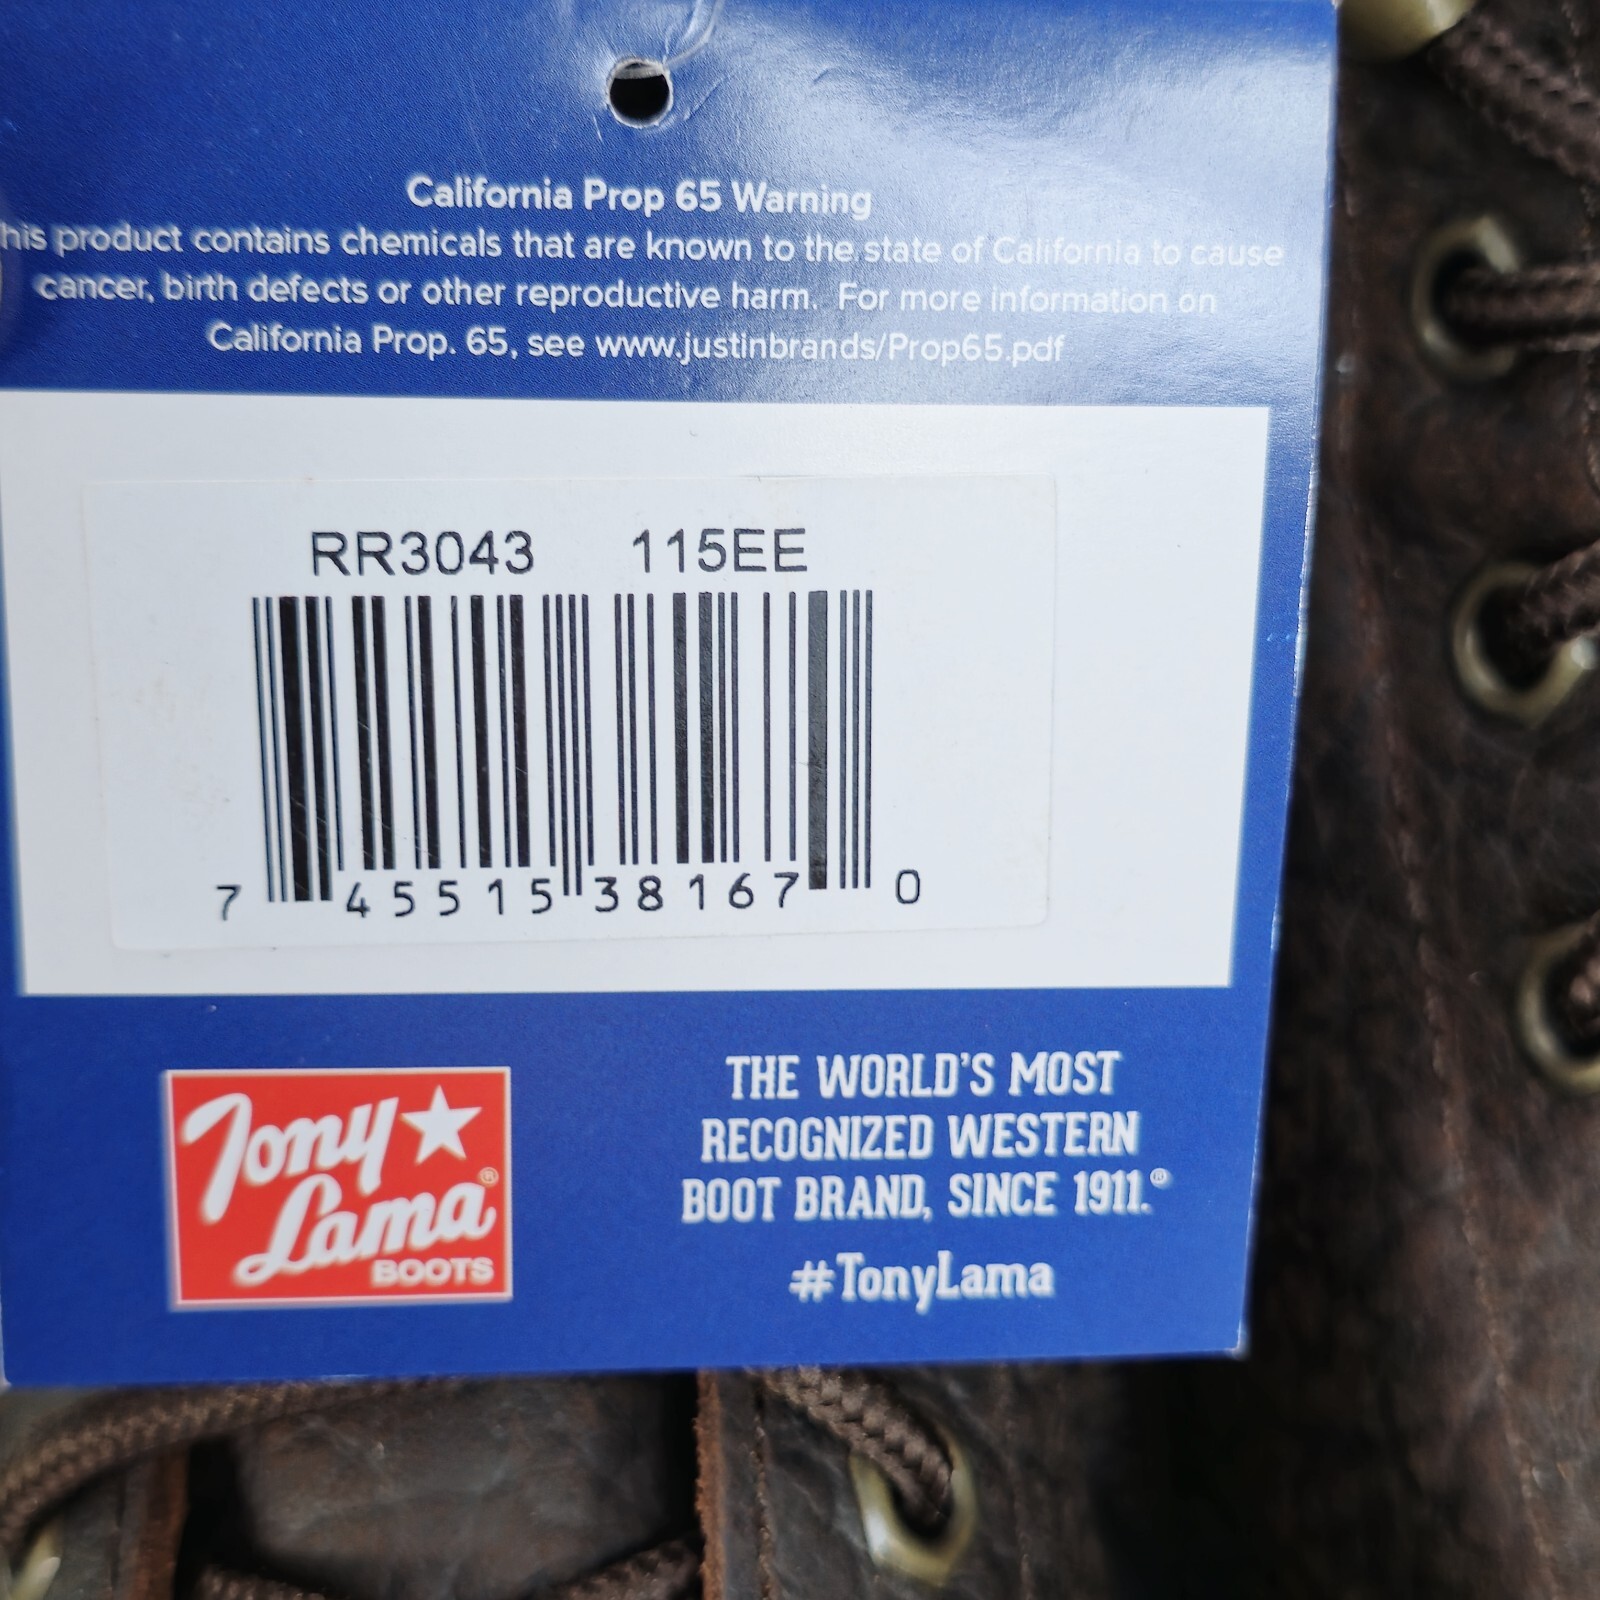 California Prop 65 Warning
his product contains chemicals that are known to the.state of California to cause
cancer, birth defects or other reproductive harm. For more information on
California Prop. 65, see www.justinbrands/Prop65.pdf
RR3043 115EE
7 45515 38167 0
Tony
Lama®
BOOTS
THE WORLD'S MOST
RECOGNIZED WESTERN
BOOT BRAND, SINCE 1911.®
#TonyLama